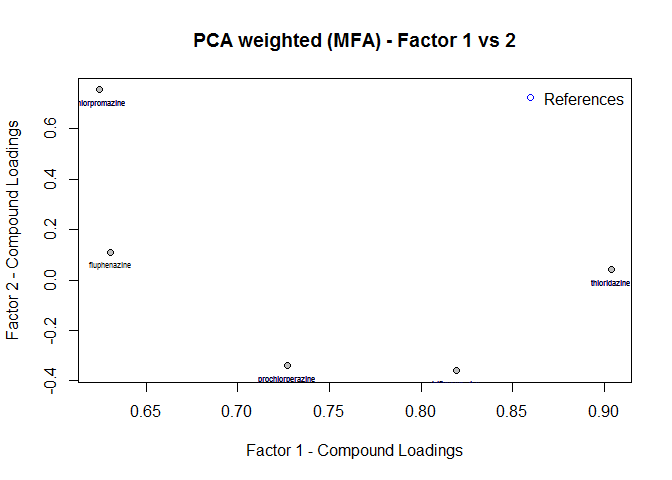 PCA weighted (MFA) - Factor 1 vs 2
hlorpromazine
References
fluphenazine
thioridazine
prochlorperazine
Factor 2 - Compound Loadings
0.6
0.4
0.2
0.0
-0.2
-0.4
0.65 0.70 0.75 0.80 0.85 0.90
Factor 1 - Compound Loadings